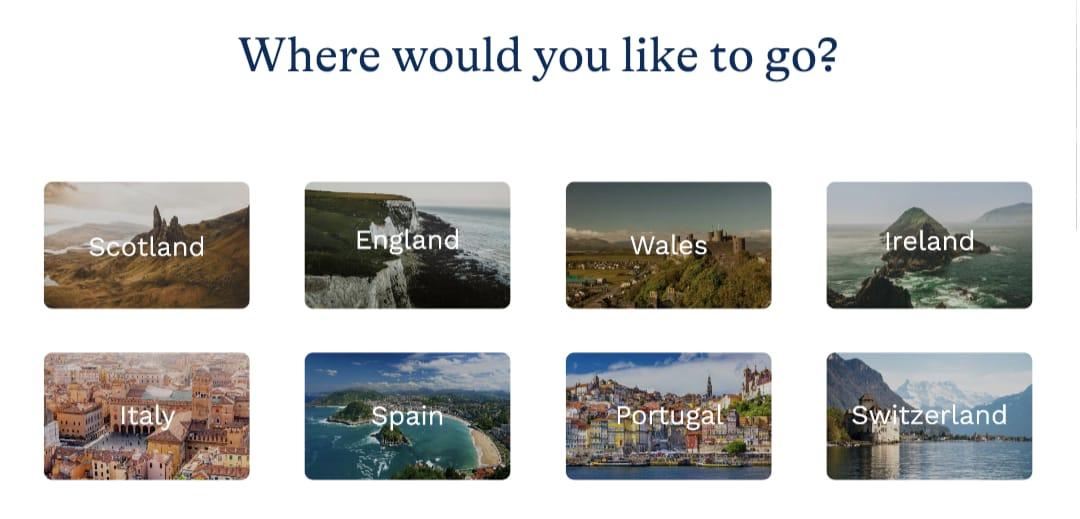 Where would you like to go?
Scotland
England
Wales
Ireland
Italy
Spain
Portugal
Switzerland